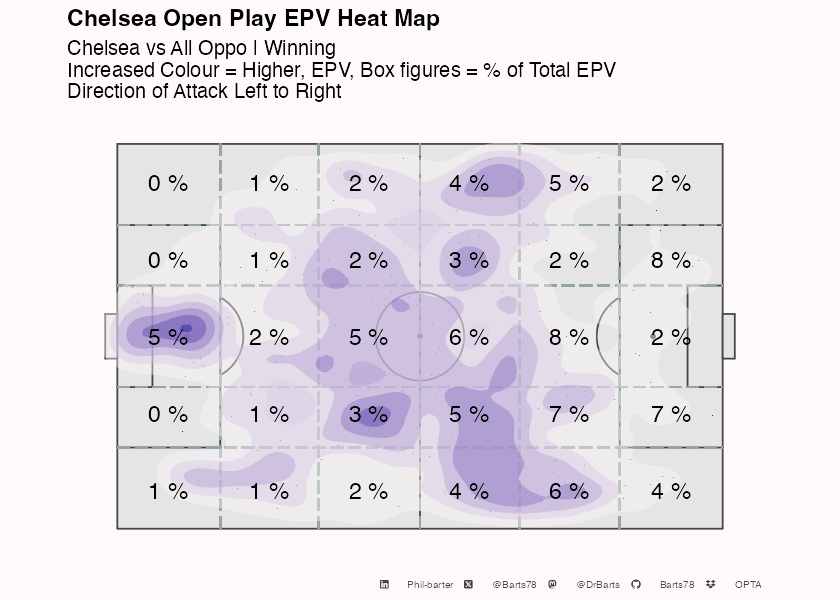 Chelsea Open Play EPV Heat Map
Chelsea vs All Oppo | Winning
Increased Colour = Higher, EPV, Box figures = % of Total EPV
Direction of Attack Left to Right
0 % 1 % 2 % 4 % 5 % 2 %
0 % 1 % 2 % 3 % 2 % 8 %
5 % 2 % 5 % 6 % 8 % 2 %
0 % 1 % 3 % 5 % 7 % 7 %
1 % 1 % 2 % 4 % 6 % 4 %
Phil-barter @Barts78 @DrBarts Barts78 OPTA